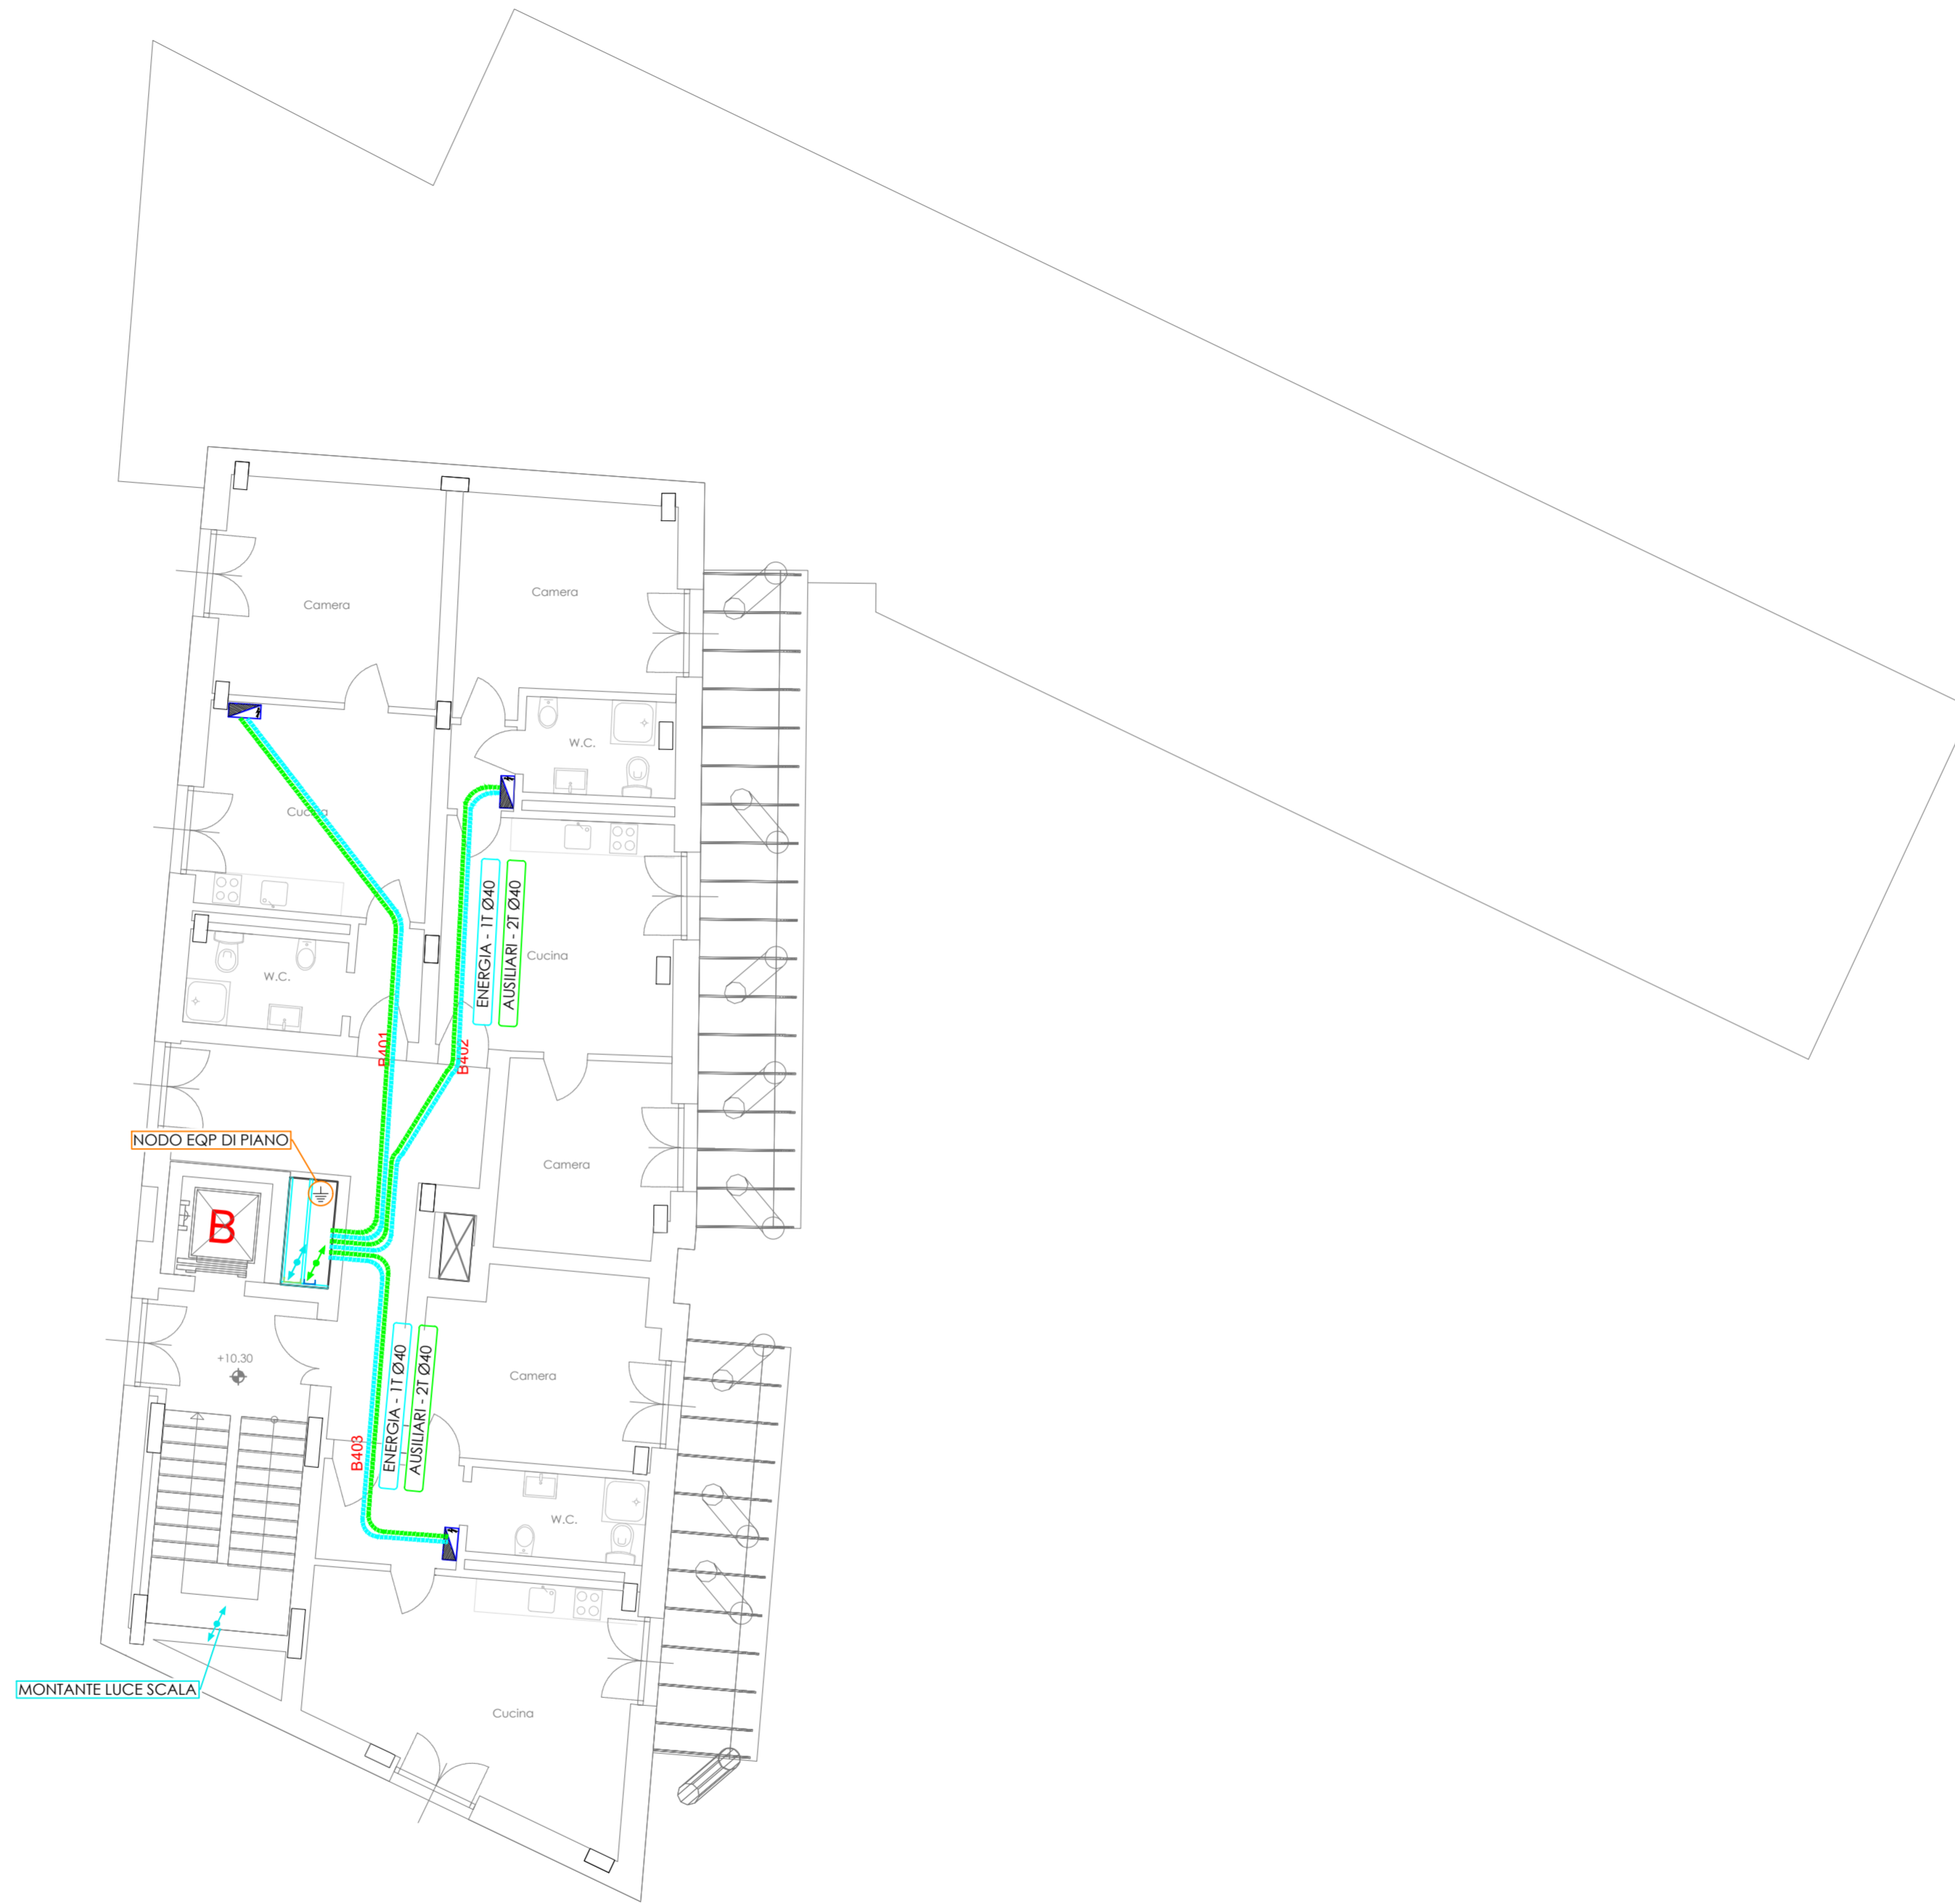 Camera
Camera
W.C.
Cucina
ENERGIA - 1T Ø40
AUSILIARI - 2T Ø40
Cucina
W.C.
B401
B402
NODO EQP DI PIANO
Camera
B
+10.30
Camera
ENERGIA - 1T Ø40
AUSILIARI - 2T Ø40
B403
W.C.
MONTANTE LUCE SCALA
Cucina